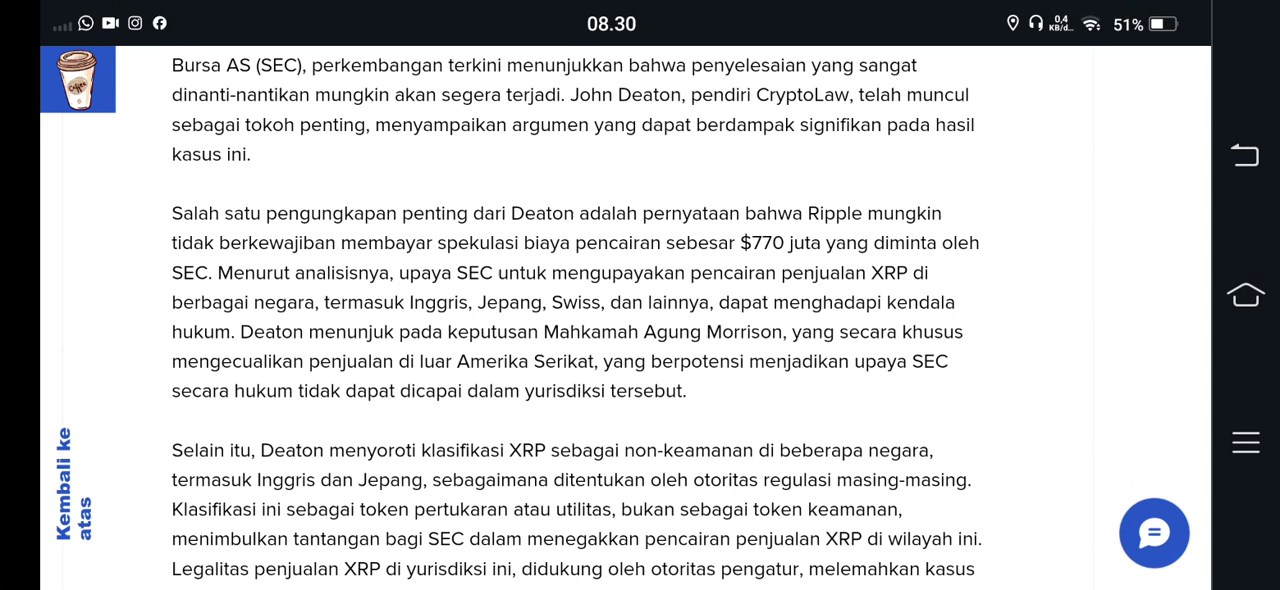 08.30
0,4
KB/d...
51%
Coffee
Bursa AS (SEC), perkembangan terkini menunjukkan bahwa penyelesaian yang sangat
dinanti-nantikan mungkin akan segera terjadi. John Deaton, pendiri CryptoLaw, telah muncul
sebagai tokoh penting, menyampaikan argumen yang dapat berdampak signifikan pada hasil
kasus ini.
Salah satu pengungkapan penting dari Deaton adalah pernyataan bahwa Ripple mungkin
tidak berkewajiban membayar spekulasi biaya pencairan sebesar $770 juta yang diminta oleh
SEC. Menurut analisisnya, upaya SEC untuk mengupayakan pencairan penjualan XRP di
berbagai negara, termasuk Inggris, Jepang, Swiss, dan lainnya, dapat menghadapi kendala
hukum. Deaton menunjuk pada keputusan Mahkamah Agung Morrison, yang secara khusus
mengecualikan penjualan di luar Amerika Serikat, yang berpotensi menjadikan upaya SEC
secara hukum tidak dapat dicapai dalam yurisdiksi tersebut.
Selain itu, Deaton menyoroti klasifikasi XRP sebagai non-keamanan di beberapa negara,
termasuk Inggris dan Jepang, sebagaimana ditentukan oleh otoritas regulasi masing-masing.
Klasifikasi ini sebagai token pertukaran atau utilitas, bukan sebagai token keamanan,
menimbulkan tantangan bagi SEC dalam menegakkan pencairan penjualan XRP di wilayah ini.
Legalitas penjualan XRP di yurisdiksi ini, didukung oleh otoritas pengatur, melemahkan kasus
Kembali ke
atas